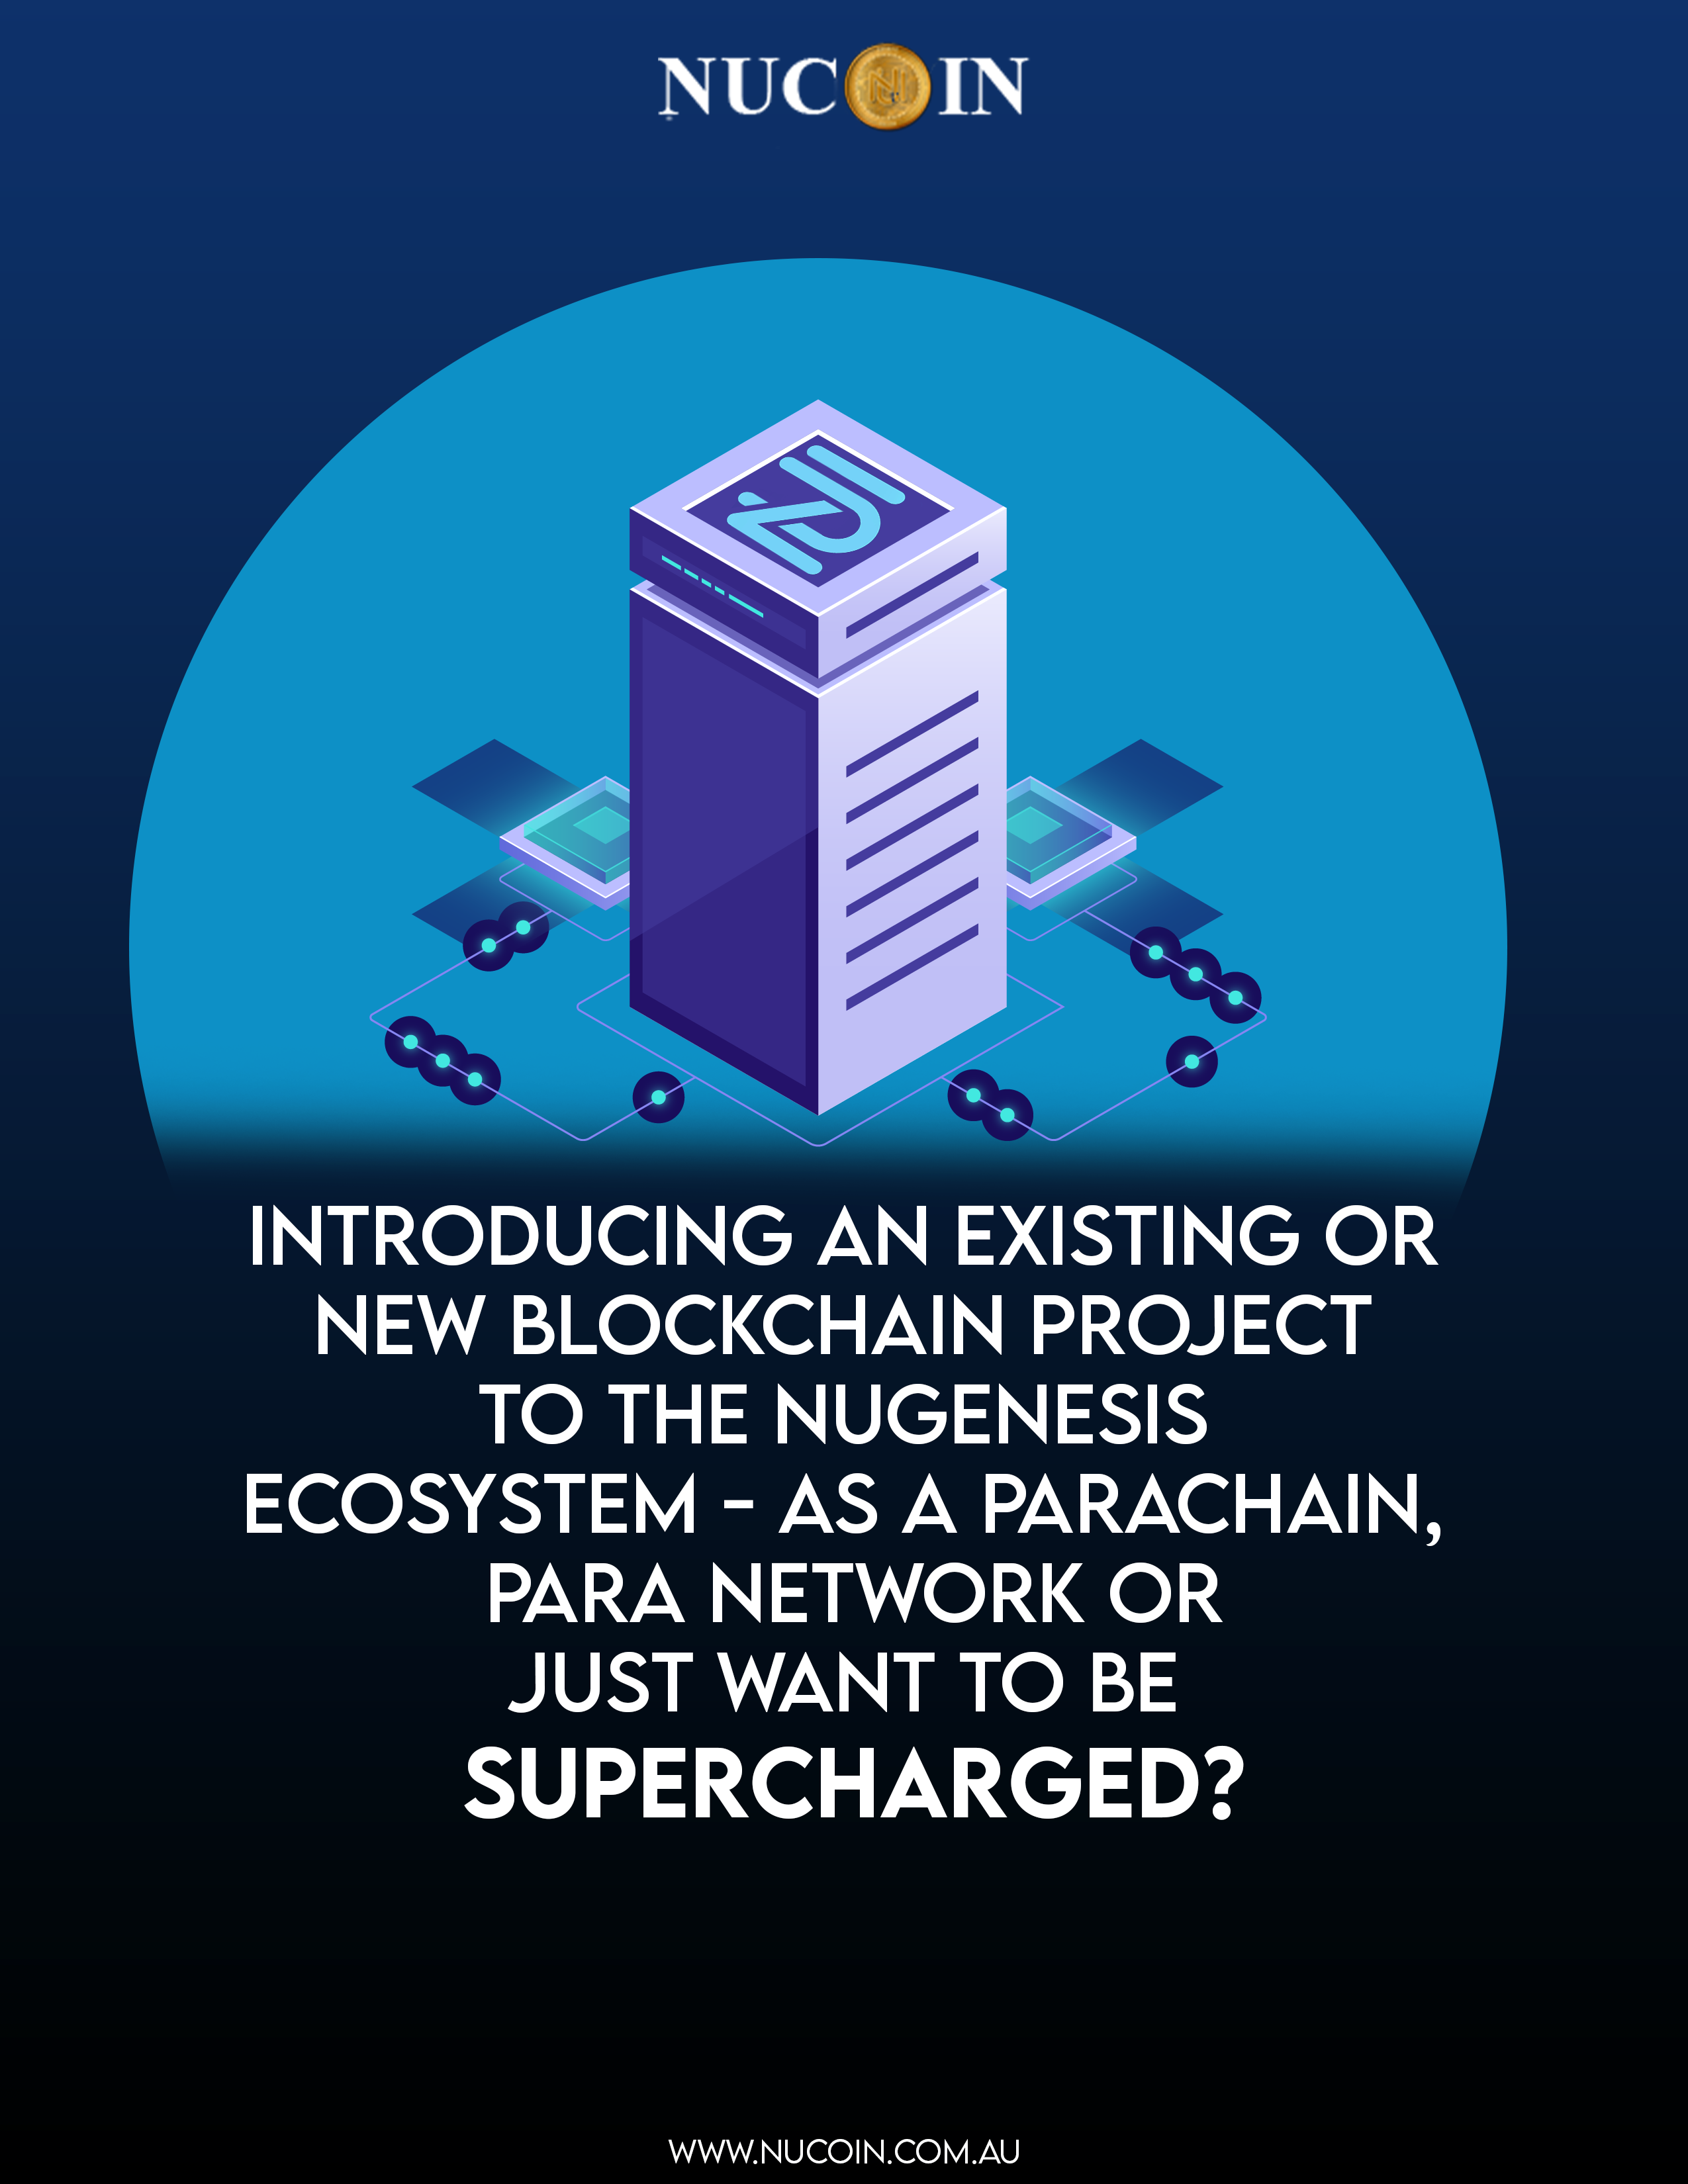 NUCOIN
INTRODUCING AN EXISTING OR
NEW BLOCKCHAIN PROJECT
TO THE NUGENESIS
ECOSYSTEM - AS A PARACHAIN,
PARA NETWORK OR
JUST WANT TO BE
SUPERCHARGED?
WWW.NUCOIN.COM.AU